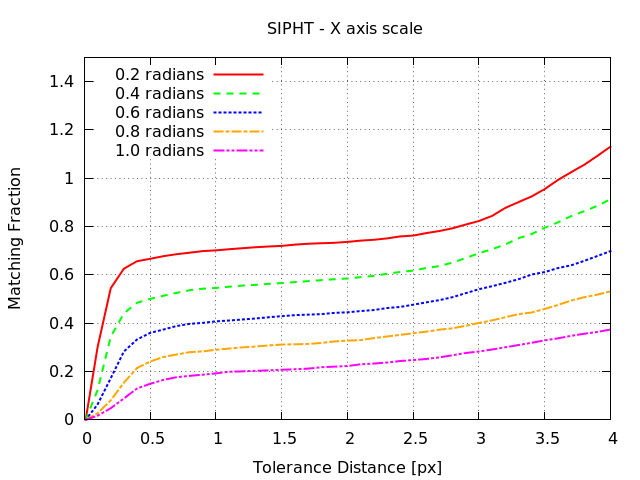 SIPHT - X axis scale
0.2 radians
0.4 radians
0.6 radians
0.8 radians
1.0 radians
1.4
1.2
1
0.8
0.6
0.4
0.2
0
Matching Fraction
0 0.5 1 1.5 2 2.5 3 3.5 4
Tolerance Distance [px]